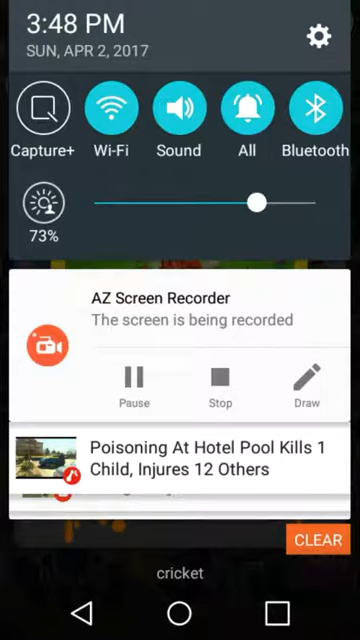 3:48 PM
SUN, APR 2, 2017
Capture+ Wi-Fi Sound All Bluetooth
73%
AZ Screen Recorder
The screen is being recorded
Pause Stop Draw
Poisoning At Hotel Pool Kills 1
Child, Injures 12 Others
CLEAR
cricket